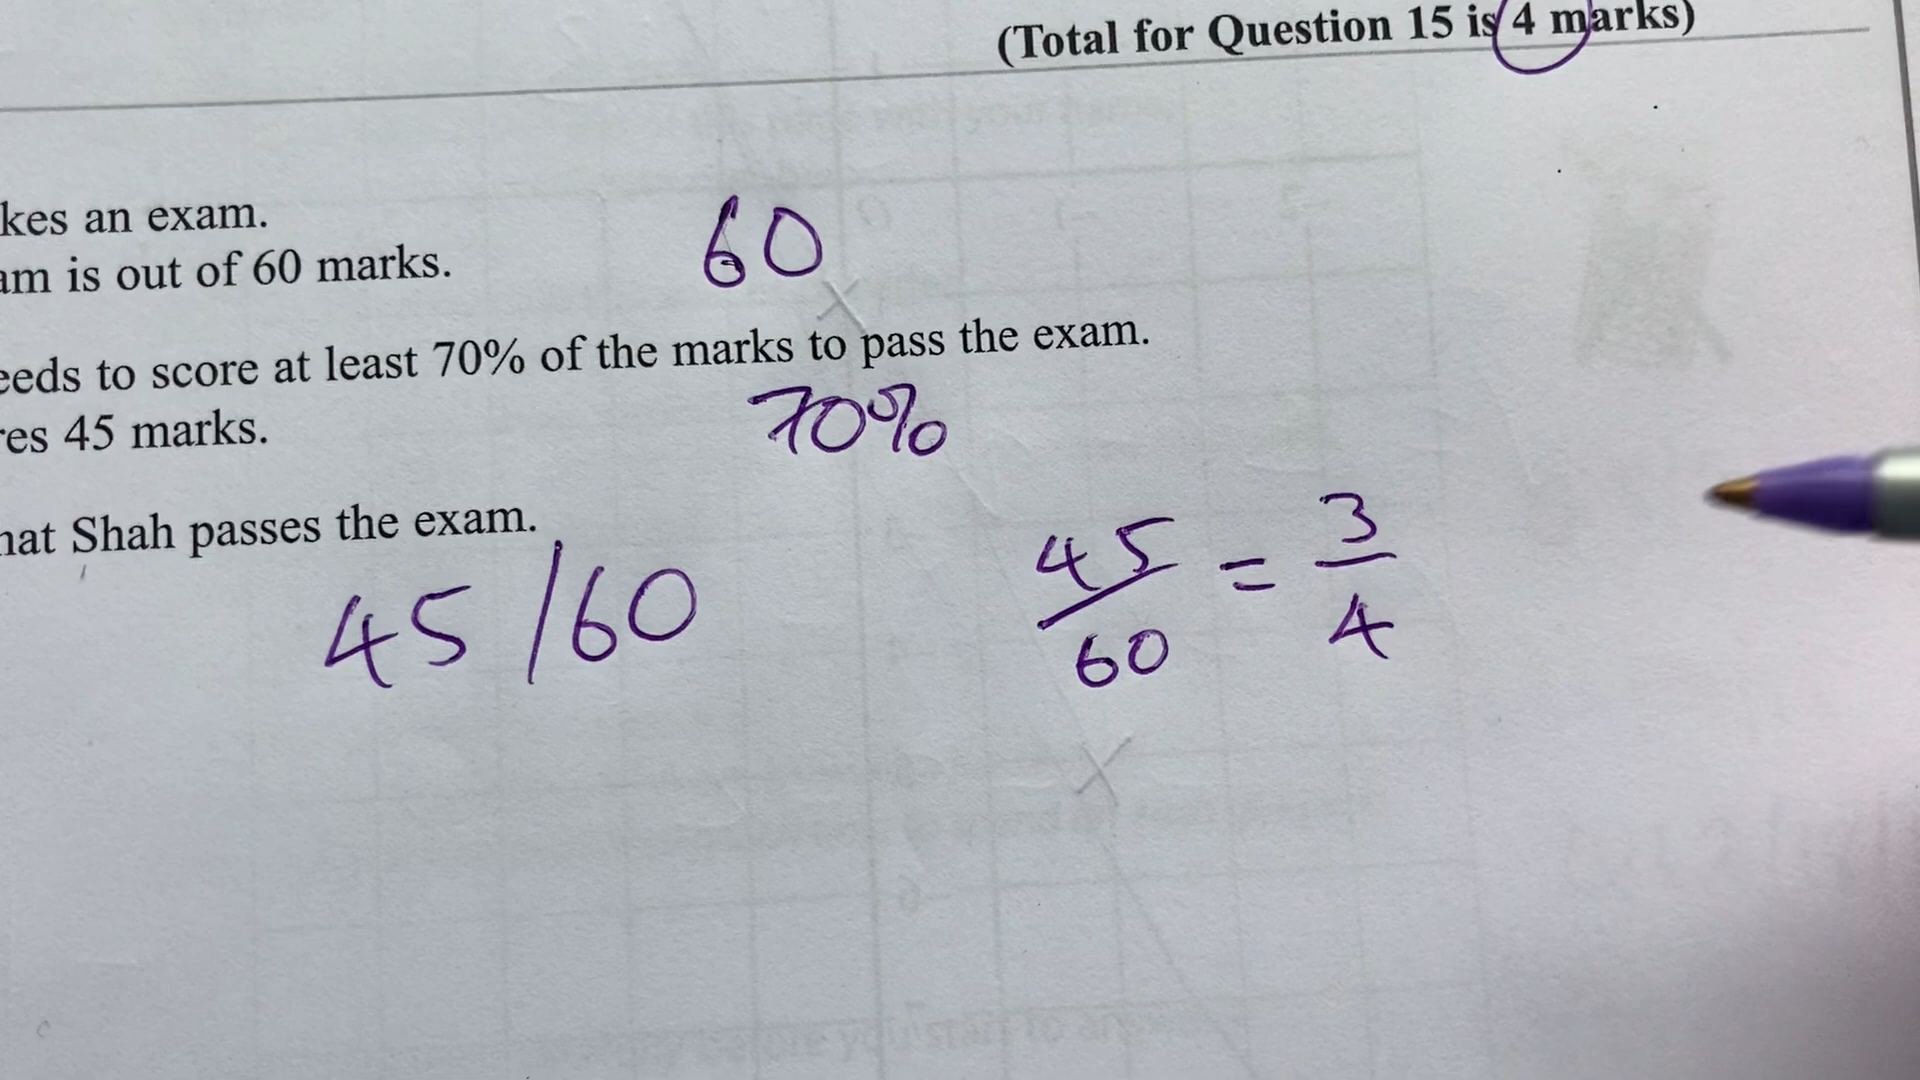 (Total for Question 15 is 4 marks)
kes an exam.
am is out of 60 marks.
60
eeds to score at least 70% of the marks to pass the exam.
res 45 marks.
70%
hat Shah passes the exam.
45/60
45/60 = 3/4